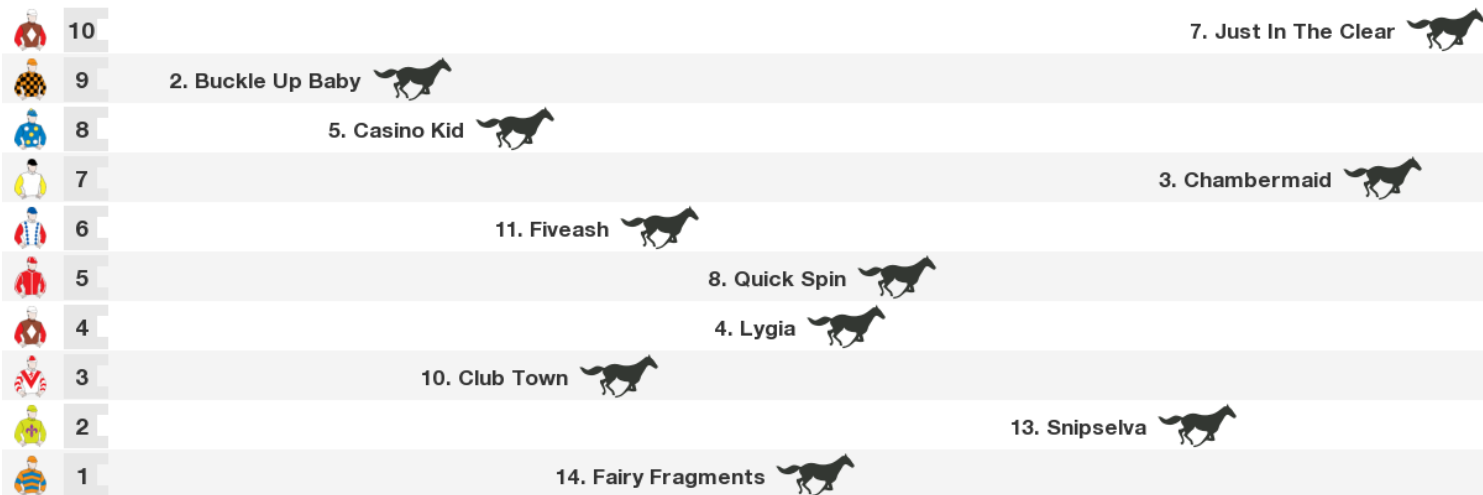 10 7. Just In The Clear
9 2. Buckle Up Baby
8 5. Casino Kid
7 3. Chambermaid
6 11. Fiveash
5 8. Quick Spin
4 4. Lygia
3 10. Club Town
2 13. Snipselva
1 14. Fairy Fragments